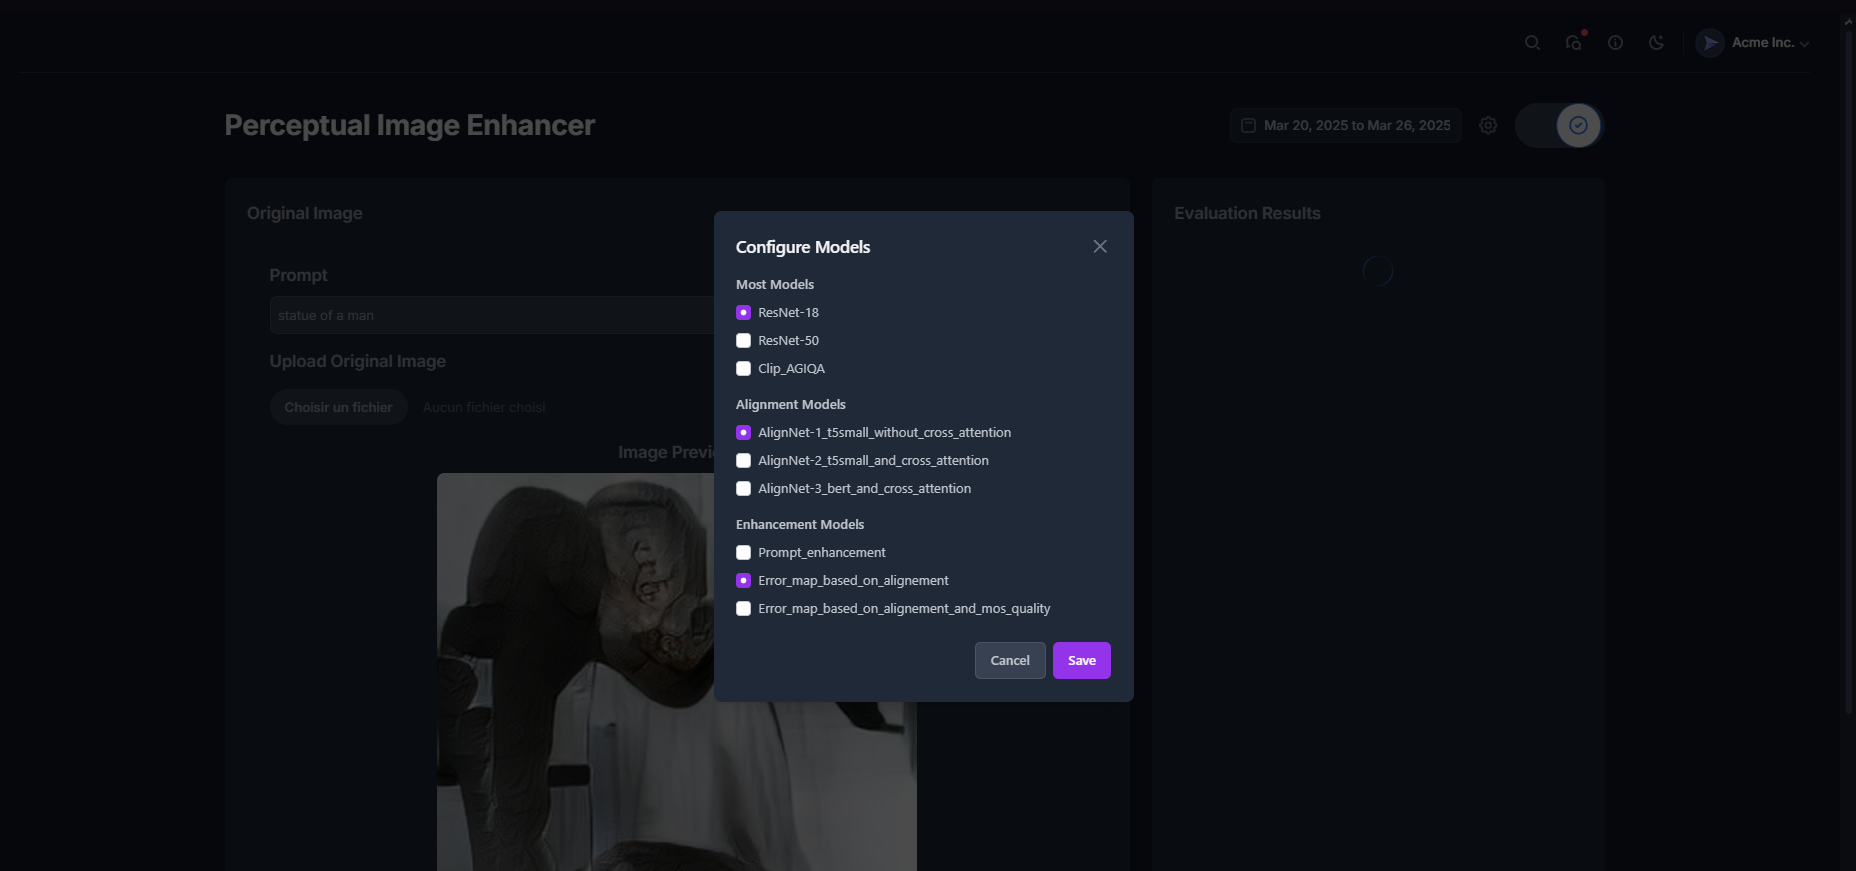 Acme Inc.
Perceptual Image Enhancer
Mar 20, 2025 to Mar 26, 2025
Original Image
Evaluation Results
Prompt
statue of a man
Upload Original Image
Choisir un fichier
Aucun fichier choisi
Image
Configure Models
Most Models
ResNet-18
ResNet-50
Clip_AGIQA
Alignment Models
AlignNet-1_t5small_without_cross_attention
AlignNet-2_t5small_and_cross_attention
AlignNet-3_bert_and_cross_attention
Enhancement Models
Prompt_enhancement
Error_map_based_on_alignement
Error_map_based_on_alignement_and_mos_quality
Cancel
Save